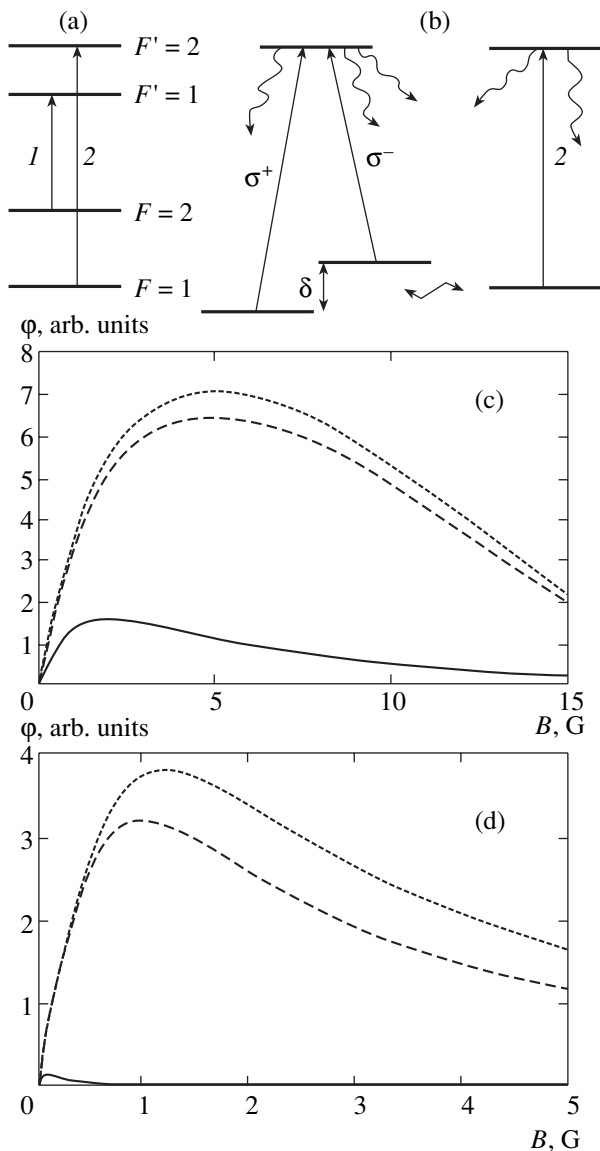 (a)
(b)
F' = 2
F' = 1
1
2
F = 2
F = 1
σ⁺
σ⁻
δ
2
φ, arb. units
(c)
8
7
6
5
4
3
2
1
0
5
10
15
B, G
φ, arb. units
(d)
4
3
2
1
0
1
2
3
4
5
B, G